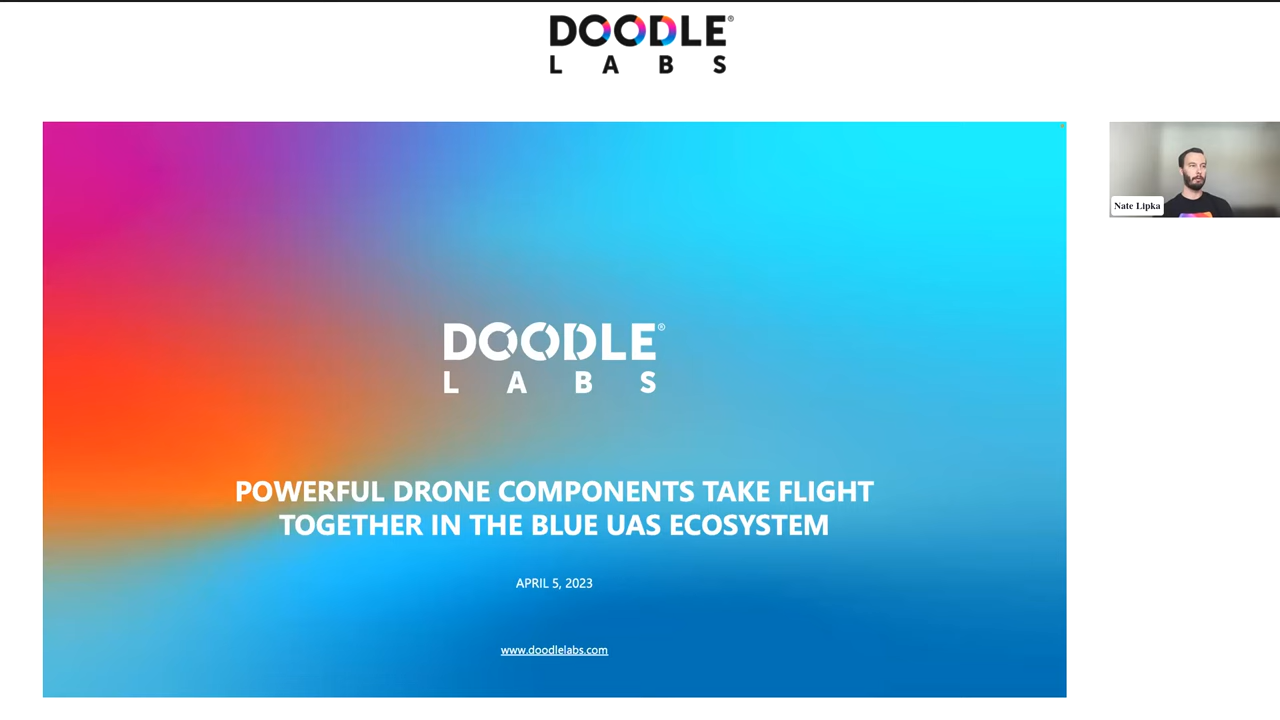 DOODLE®
LABS
Nate Lipka
DOODLE®
LABS
POWERFUL DRONE COMPONENTS TAKE FLIGHT
TOGETHER IN THE BLUE UAS ECOSYSTEM
APRIL 5, 2023
www.doodlelabs.com